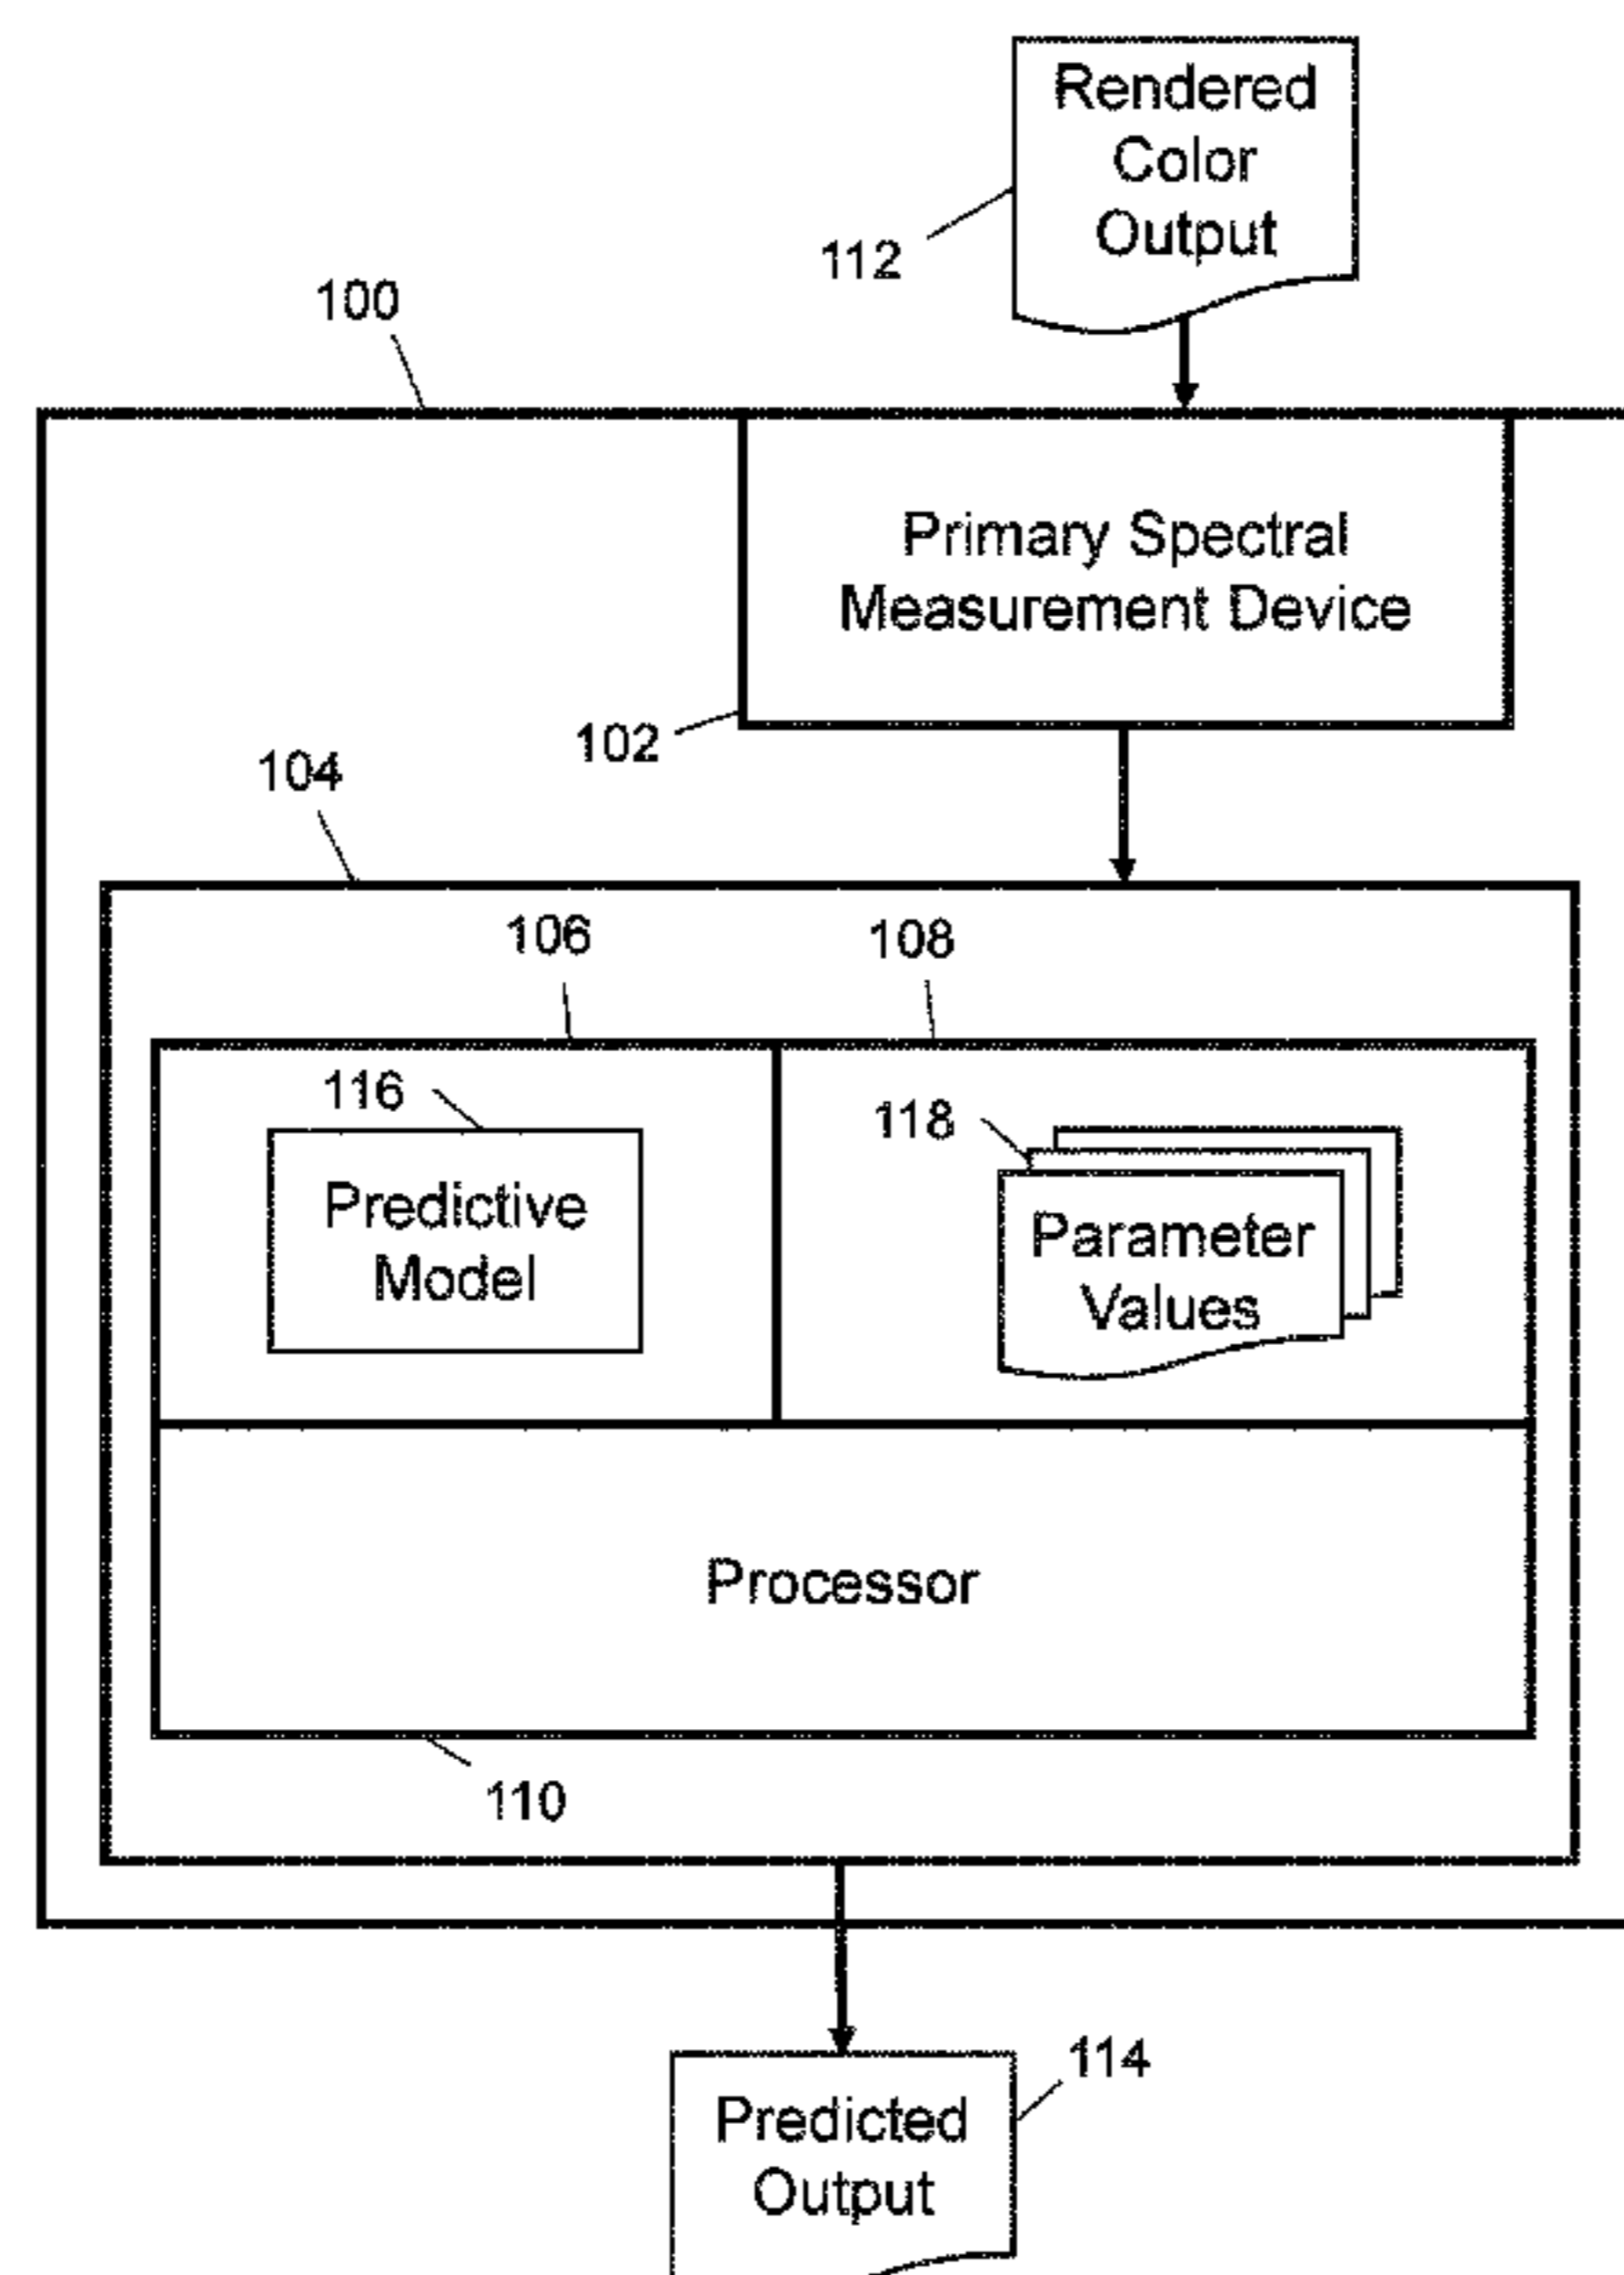 Rendered
Color
Output
112
100
Primary Spectral
Measurement Device
102
104
106
108
116
118
Predictive
Model
Parameter
Values
Processor
110
114
Predicted
Output